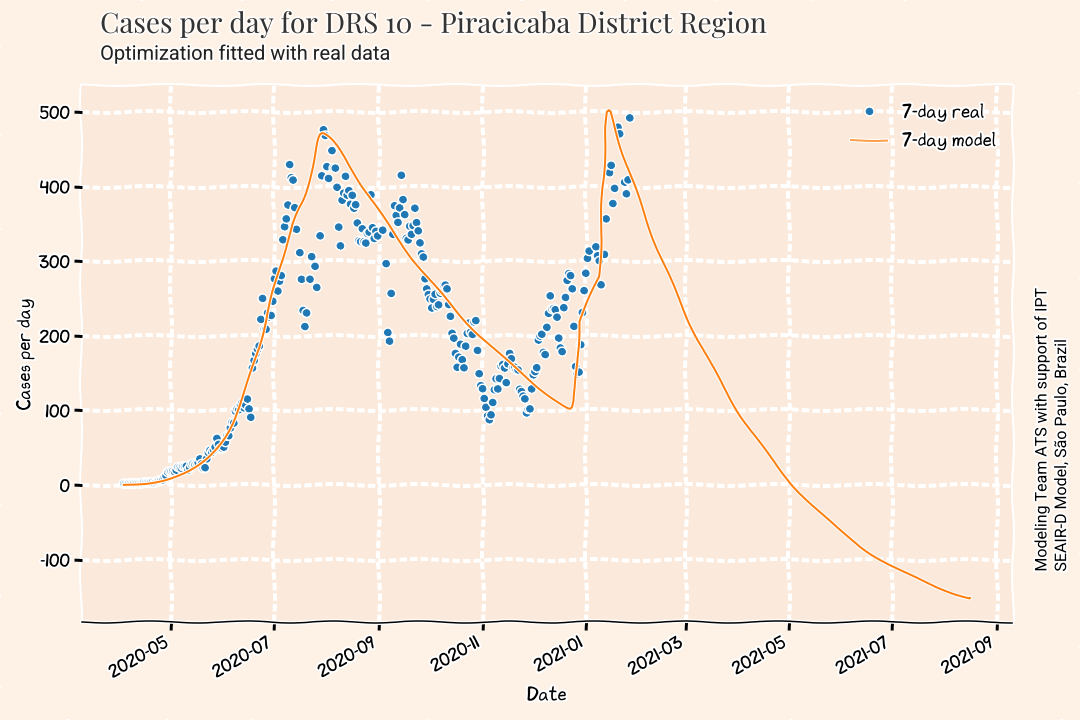 Cases per day for DRS 10 - Piracicaba District Region
Optimization fitted with real data
500
400
300
200
100
0
-100
Cases per day
7-day real
7-day model
2020-05
2020-07
2020-09
2020-11
2021-01
2021-03
2021-05
2021-07
2021-09
Date
Modeling Team ATS with support of IPT
SEAIR-D Model, São Paulo, Brazil